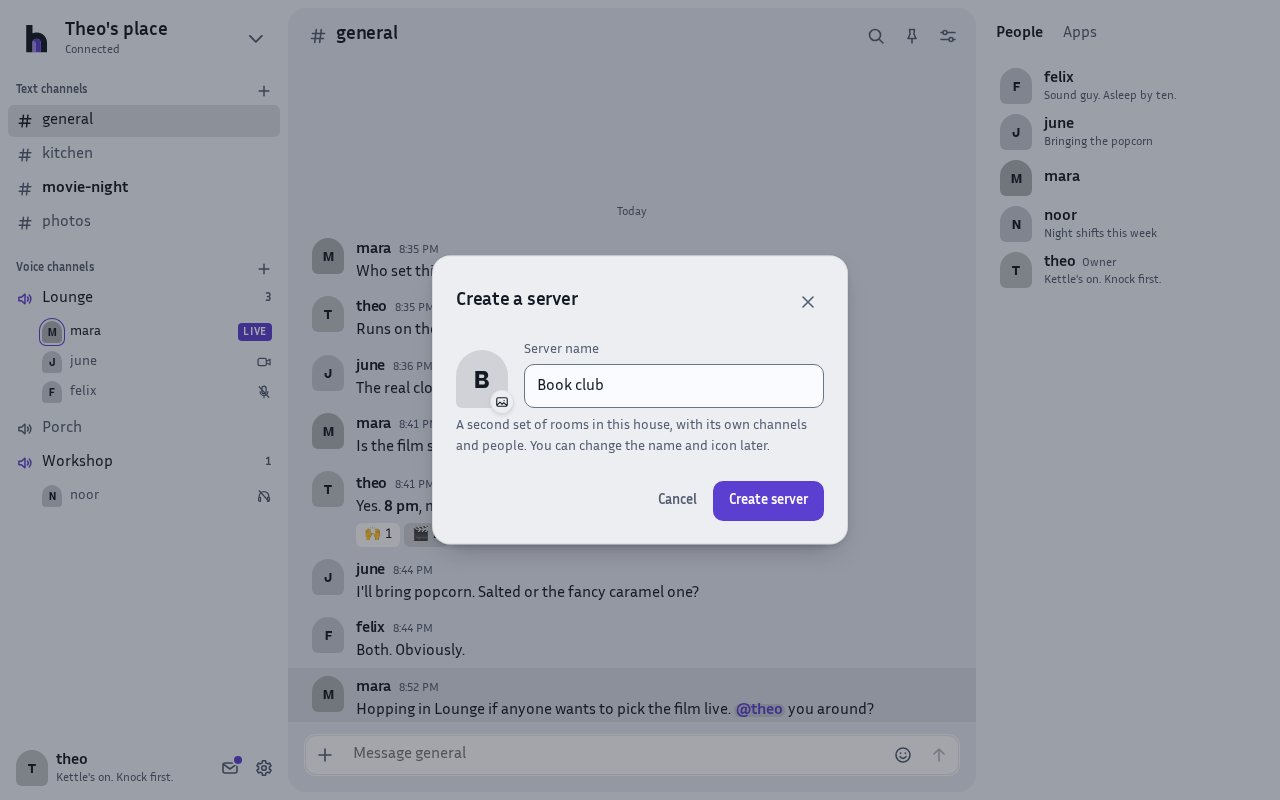 Theo's place
Connected
Text channels
general
kitchen
movie-night
photos
Voice channels
Lounge 3
M mara LIVE
J june
F felix
Porch
Workshop 1
N noor
T theo
Kettle's on. Knock first.
# general
Today
M mara 8:35 PM
Who set
T theo 8:35 PM
Runs on
J june 8:36 PM
The real
M mara 8:41 PM
Is the film
T theo 8:41 PM
Yes. 8 pm,
🙌 1 🎬
J june 8:44 PM
I'll bring popcorn. Salted or the fancy caramel one?
F felix 8:44 PM
Both. Obviously.
M mara 8:52 PM
Hopping in Lounge if anyone wants to pick the film live. @theo you around?
Message general
Create a server
Server name
B
Book club
A second set of rooms in this house, with its own channels
and people. You can change the name and icon later.
Cancel Create server
People Apps
F felix
Sound guy. Asleep by ten.
J june
Bringing the popcorn
M mara
N noor
Night shifts this week
T theo Owner
Kettle's on. Knock first.